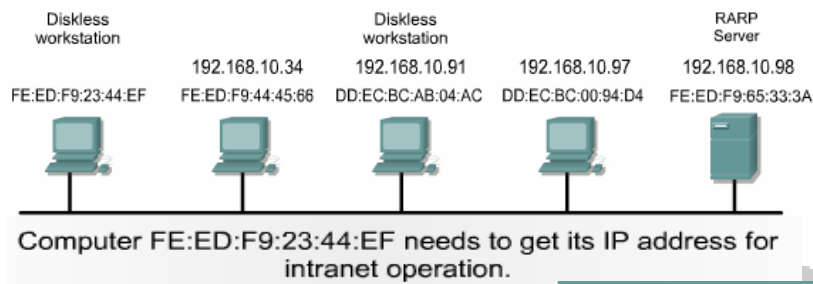 Diskless
workstation
Diskless
workstation
RARP
Server
192.168.10.34
192.168.10.91
192.168.10.97
192.168.10.98
FE:ED:F9:23:44:EF
FE:ED:F9:44:45:66
DD:EC:BC:AB:04:AC
DD:EC:BC:00:94:D4
FE:ED:F9:65:33:3A
Computer FE:ED:F9:23:44:EF needs to get its IP address for
intranet operation.